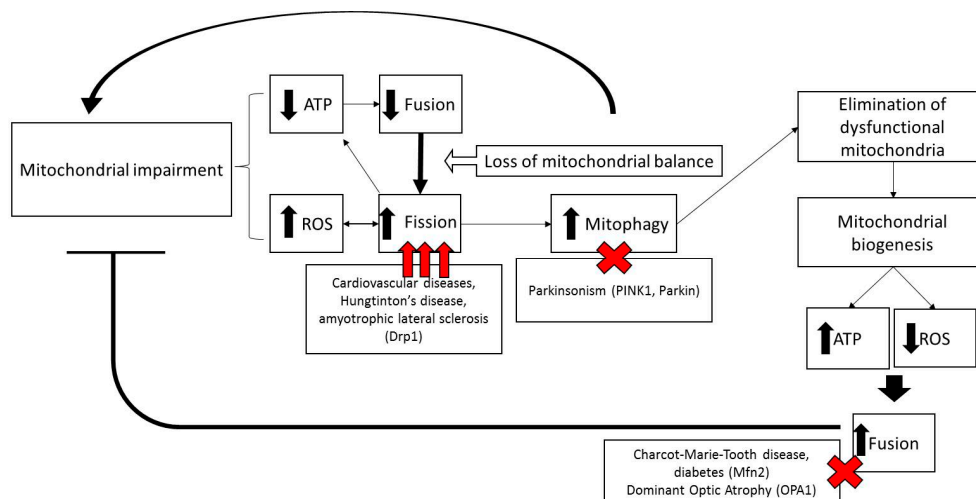 Mitochondrial impairment
ATP
Fusion
ROS
Fission
Loss of mitochondrial balance
Mitophagy
Cardiovascular diseases,
Hungtinton's disease,
amyotrophic lateral sclerosis
(Drp1)
Parkinsonism (PINK1, Parkin)
Elimination of
dysfunctional
mitochondria
Mitochondrial
biogenesis
ATP
ROS
Fusion
Charcot-Marie-Tooth disease,
diabetes (Mfn2)
Dominant Optic Atrophy (OPA1)